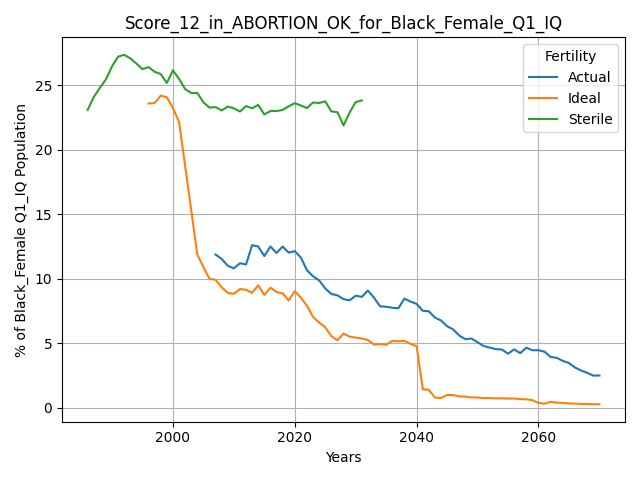 Score_12_in_ABORTION_OK_for_Black_Female_Q1_IQ
% of Black_Female Q1_IQ Population
25
20
15
10
5
0
2000
2020
2040
2060
Years
Fertility
Actual
Ideal
Sterile